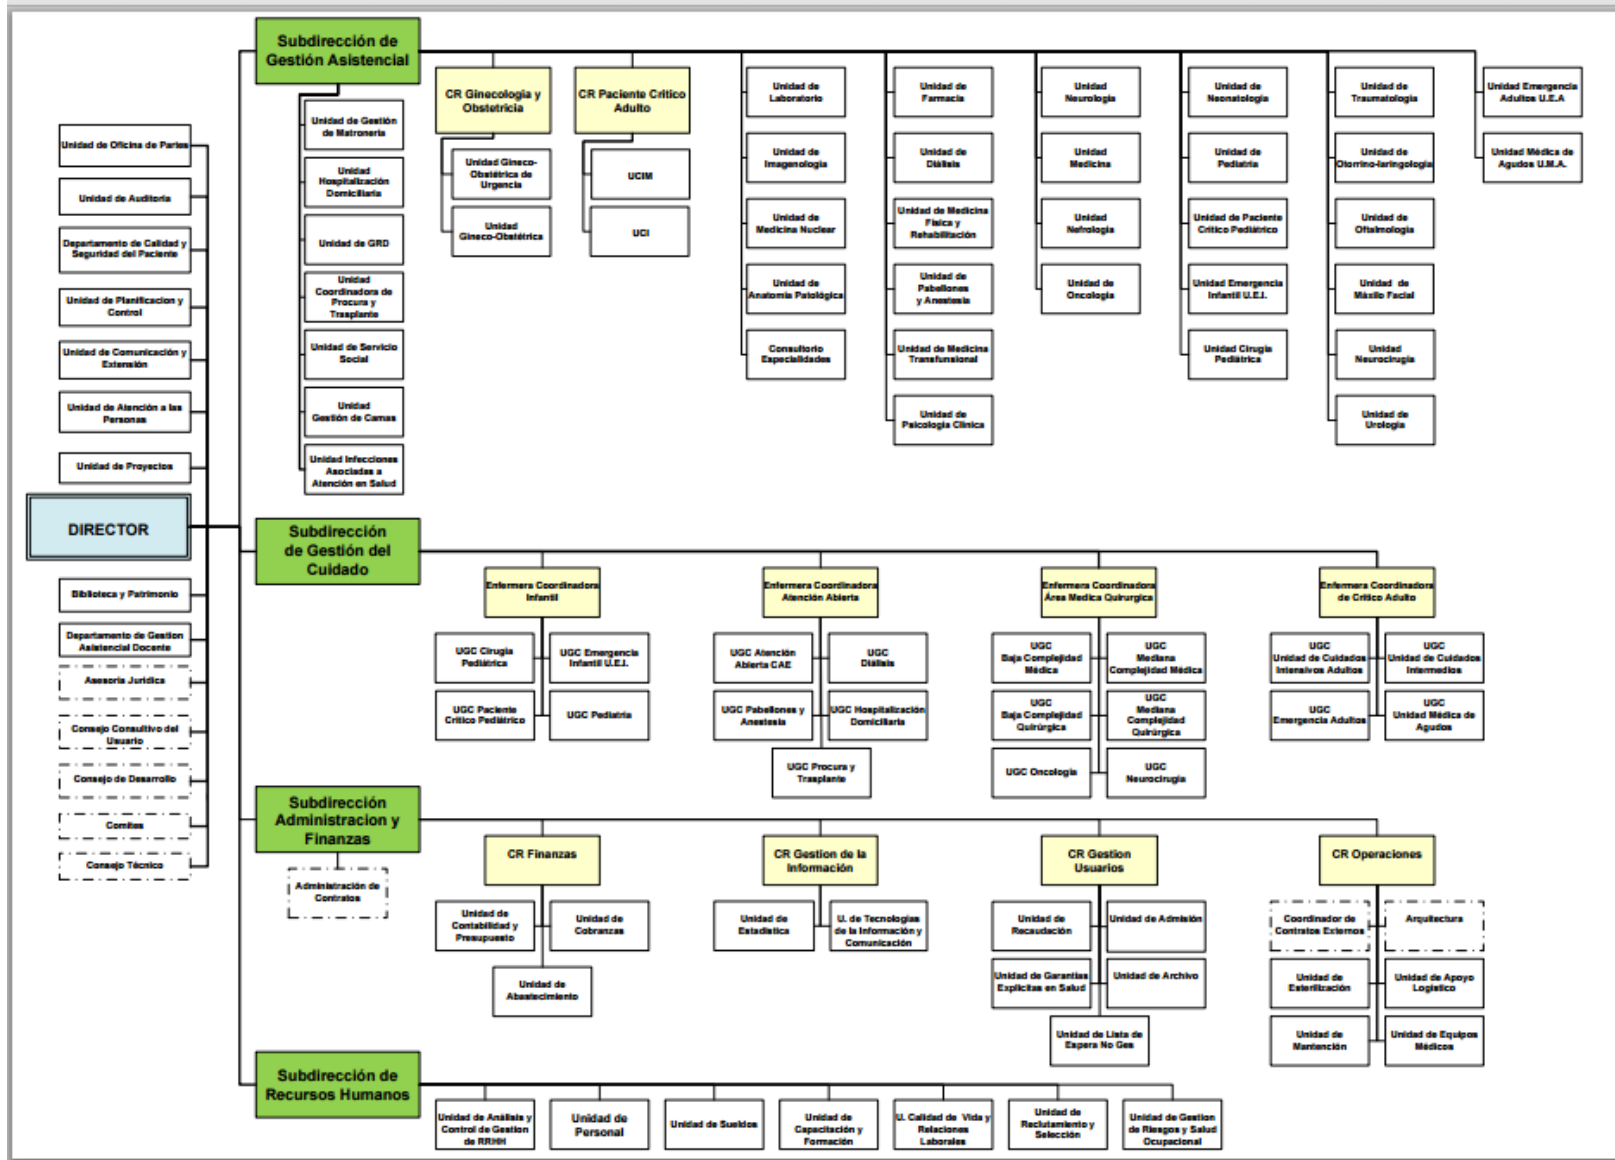 Subdirección de
Gestión Asistencial
Unidad de Gestión
de Matronería
Unidad
Hospitalización
Domiciliaria
Unidad de GRD
Unidad
Coordinadora de
Procura y
Trasplante
Unidad de Servicio
Social
Unidad
Gestión de Camas
Unidad Infecciones
Asociadas a
Atención en Salud
CR Ginecología y
Obstetricia
Unidad Gineco-
Obstétrica de
Urgencia
Unidad
Gineco-Obstétrica
CR Paciente Crítico
Adulto
UCIM
UCI
Unidad de
Laboratorio
Unidad de
Imagenología
Unidad de
Medicina Nuclear
Unidad de
Anatomía Patológica
Consultorio
Especialidades
Unidad de
Farmacia
Unidad de
Diálisis
Unidad de Medicina
Física y
Rehabilitación
Unidad de
Pabellones
y Anestesia
Unidad de Medicina
Transfunsional
Unidad de
Psicología Clínica
Unidad
Neurología
Unidad
Medicina
Unidad
Nefrología
Unidad de
Oncología
Unidad de
Neonatología
Unidad de
Pediatría
Unidad de Paciente
Crítico Pediátrico
Unidad Emergencia
Infantil U.E.I.
Unidad Cirugía
Pediátrica
Unidad de
Traumatología
Unidad de
Otorrino-laringología
Unidad de
Oftalmología
Unidad de
Máxilo Facial
Unidad
Neurocirugía
Unidad de
Urología
Unidad Emergencia
Adultos U.E.A
Unidad Médica de
Agudos U.M.A.
Unidad de Oficina de Partes
Unidad de Auditoría
Departamento de Calidad y
Seguridad del Paciente
Unidad de Planificacion y
Control
Unidad de Comunicación y
Extensión
Unidad de Atención a las
Personas
Unidad de Proyectos
DIRECTOR
Biblioteca y Patrimonio
Departamento de Gestion
Asistencial Docente
Asesoría Jurídica
Consejo Consultivo del
Usuario
Consejo de Desarrollo
Comites
Consejo Técnico
Subdirección
de Gestión del
Cuidado
Enfermera Coordinadora
Infantil
UGC Cirugía
Pediátrica
UGC Emergencia
Infantil U.E.I.
UGC Paciente
Crítico Pediátrico
UGC Pediatría
Enfermera Coordinadora
Atención Abierta
UGC Atención
Abierta CAE
UGC
Diálisis
UGC Pabellones y
Anestesia
UGC Hospitalización
Domiciliaria
UGC Procura y
Trasplante
Enfermera Coordinadora
Área Medica Quirurgica
UGC
Baja Complejidad
Médica
UGC
Mediana
Complejidad Médica
UGC
Baja Complejidad
Quirúrgica
UGC
Mediana
Complejidad
Quirúrgica
UGC Oncología
UGC
Neurocirugía
Enfermera Coordinadora
de Crítico Adulto
UGC
Unidad de Cuidados
Intensivos Adultos
UGC
Unidad de Cuidados
Intermedios
UGC
Emergencia Adultos
UGC
Unidad Médica de
Agudos
Subdirección
Administracion y
Finanzas
Administración de
Contratos
CR Finanzas
Unidad de
Contabilidad y
Presupuesto
Unidad de
Cobranzas
Unidad de
Abastecimiento
CR Gestion de la
Información
Unidad de
Estadística
U. de Tecnologías
de la Información y
Comunicación
CR Gestion
Usuarios
Unidad de
Recaudación
Unidad de Admisión
Unidad de Garantías
Explicitas en Salud
Unidad de Archivo
Unidad de Lista de
Espera No Ges
CR Operaciones
Coordinador de
Contratos Externos
Arquitectura
Unidad de
Esterilización
Unidad de Apoyo
Logístico
Unidad de
Mantención
Unidad de Equipos
Médicos
Subdirección de
Recursos Humanos
Unidad de Análisis y
Control de Gestion
de RRHH
Unidad de
Personal
Unidad de Sueldos
Unidad de
Capacitación y
Formación
U. Calidad de Vida y
Relaciones
Laborales
Unidad de
Reclutamiento y
Selección
Unidad de Gestion
de Riesgos y Salud
Ocupacional